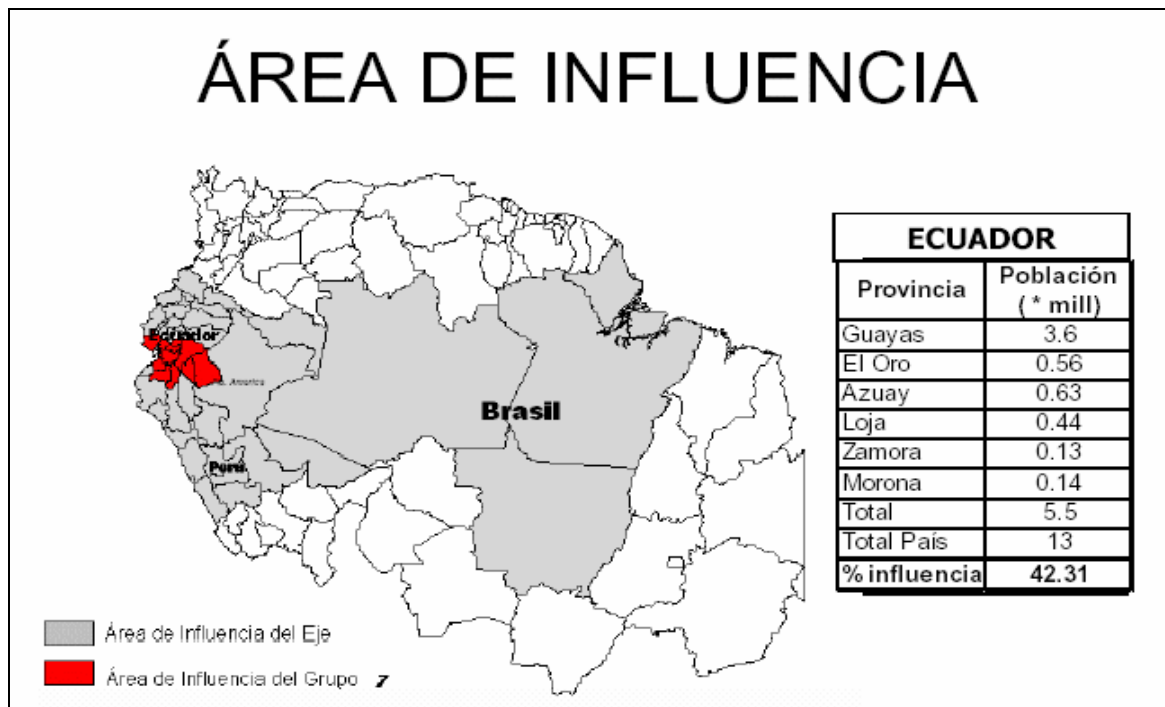 ÁREA DE INFLUENCIA
Ecuador
America
Brasil
Perú
ECUADOR
Provincia Población ( * mill)
Guayas 3.6
El Oro 0.56
Azuay 0.63
Loja 0.44
Zamora 0.13
Morona 0.14
Total 5.5
Total País 13
% influencia 42.31
Área de Influencia del Eje
Área de Influencia del Grupo 7